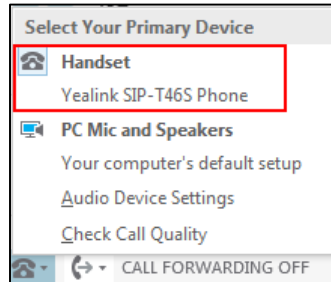 Select Your Primary Device
Handset
Yealink SIP-T46S Phone
PC Mic and Speakers
Your computer's default setup
Audio Device Settings
Check Call Quality
CALL FORWARDING OFF